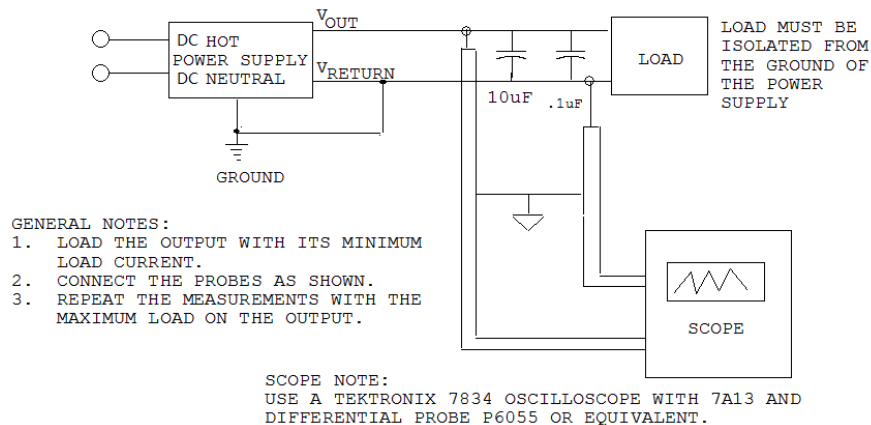 DC HOT
POWER SUPPLY
DC NEUTRAL
VOUT
VRETURN
10uF
.1uF
LOAD
LOAD MUST BE
ISOLATED FROM
THE GROUND OF
THE POWER
SUPPLY
GROUND
GENERAL NOTES:
1. LOAD THE OUTPUT WITH ITS MINIMUM
LOAD CURRENT.
2. CONNECT THE PROBES AS SHOWN.
3. REPEAT THE MEASUREMENTS WITH THE
MAXIMUM LOAD ON THE OUTPUT.
SCOPE
SCOPE NOTE:
USE A TEKTRONIX 7834 OSCILLOSCOPE WITH 7A13 AND
DIFFERENTIAL PROBE P6055 OR EQUIVALENT.